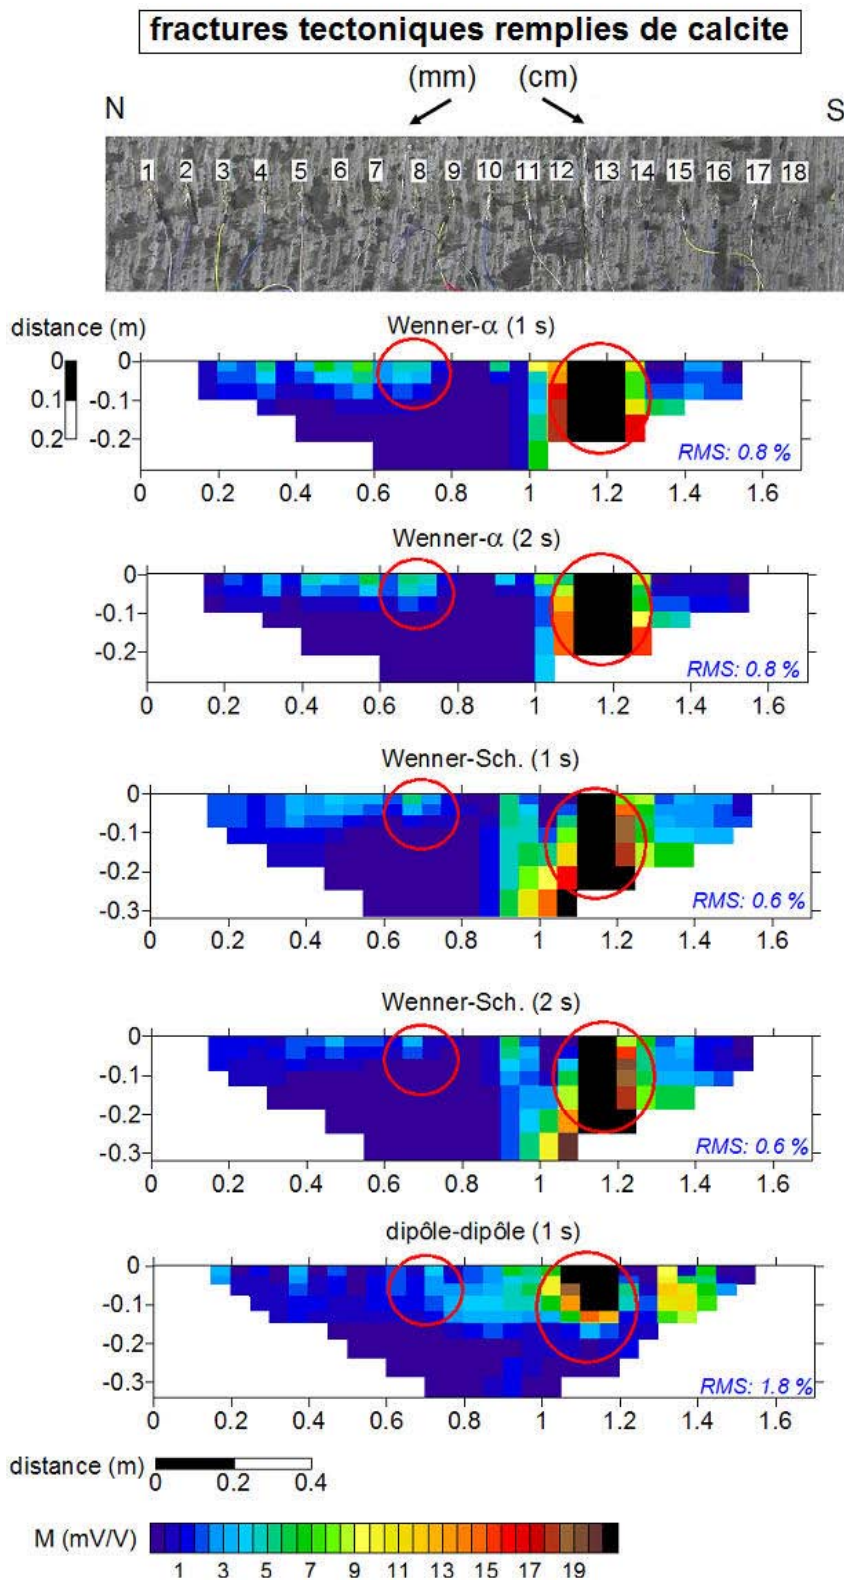 fractures tectoniques remplies de calcite
(mm) (cm)
N S
1 2 3 4 5 6 7 8 9 10 11 12 13 14 15 16 17 18
distance (m) Wenner-α (1 s)
0 0
0.1 -0.1
0.2 -0.2
RMS: 0.8 %
0 0.2 0.4 0.6 0.8 1 1.2 1.4 1.6
Wenner-α (2 s)
0
-0.1
-0.2
RMS: 0.8 %
0 0.2 0.4 0.6 0.8 1 1.2 1.4 1.6
Wenner-Sch. (1 s)
0
-0.1
-0.2
RMS: 0.6 %
-0.3
0 0.2 0.4 0.6 0.8 1 1.2 1.4 1.6
Wenner-Sch. (2 s)
0
-0.1
-0.2
RMS: 0.6 %
-0.3
0 0.2 0.4 0.6 0.8 1 1.2 1.4 1.6
dipôle-dipôle (1 s)
0
-0.1
-0.2
-0.3
RMS: 1.8 %
0 0.2 0.4 0.6 0.8 1 1.2 1.4 1.6
distance (m)
0 0.2 0.4
M (mV/V)
1 3 5 7 9 11 13 15 17 19